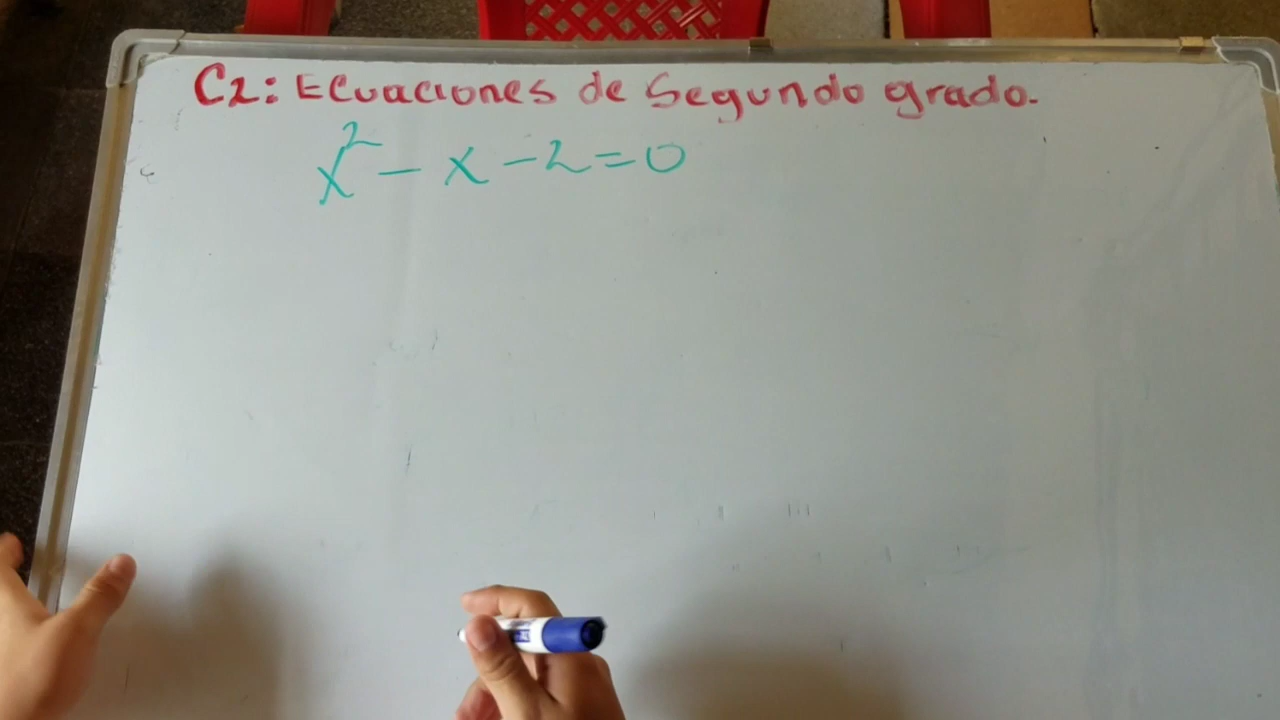 C2: Ecuaciones de Segundo grado.
x² - x - 2 = 0